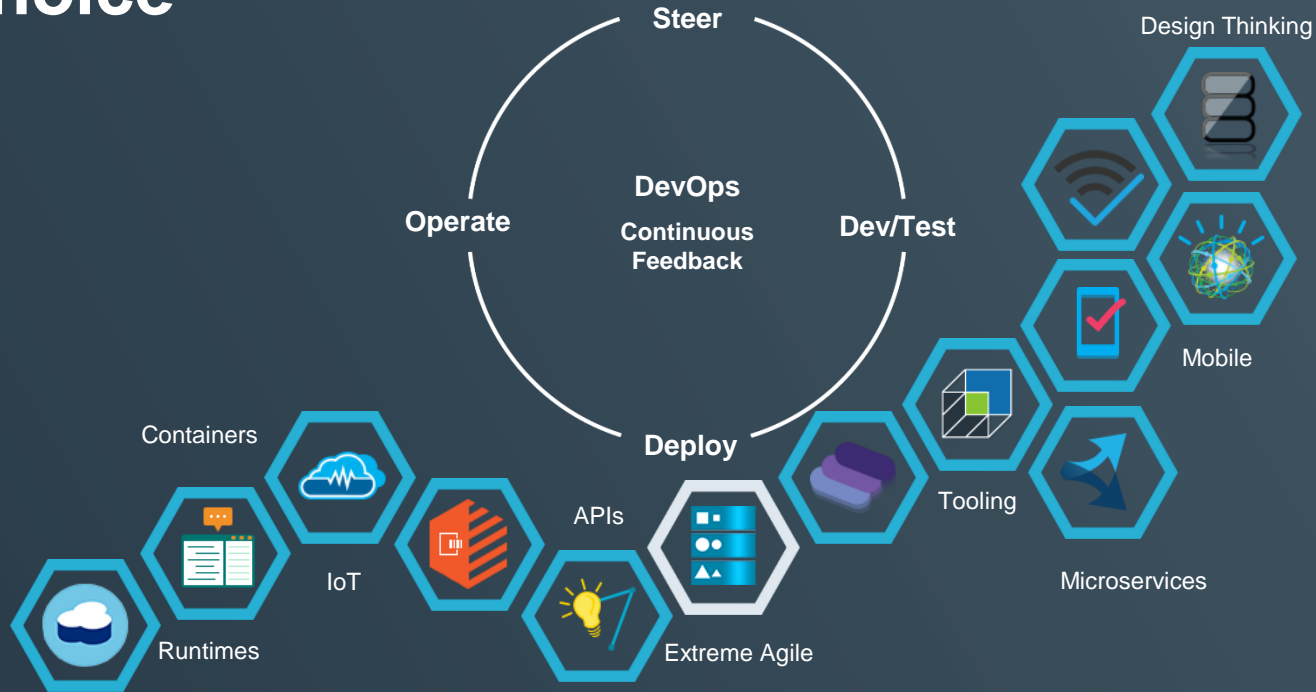 Steer
Design Thinking
DevOps
Operate
Continuous
Feedback
Dev/Test
Mobile
Containers
Deploy
Tooling
APIs
IoT
Microservices
Runtimes
Extreme Agile